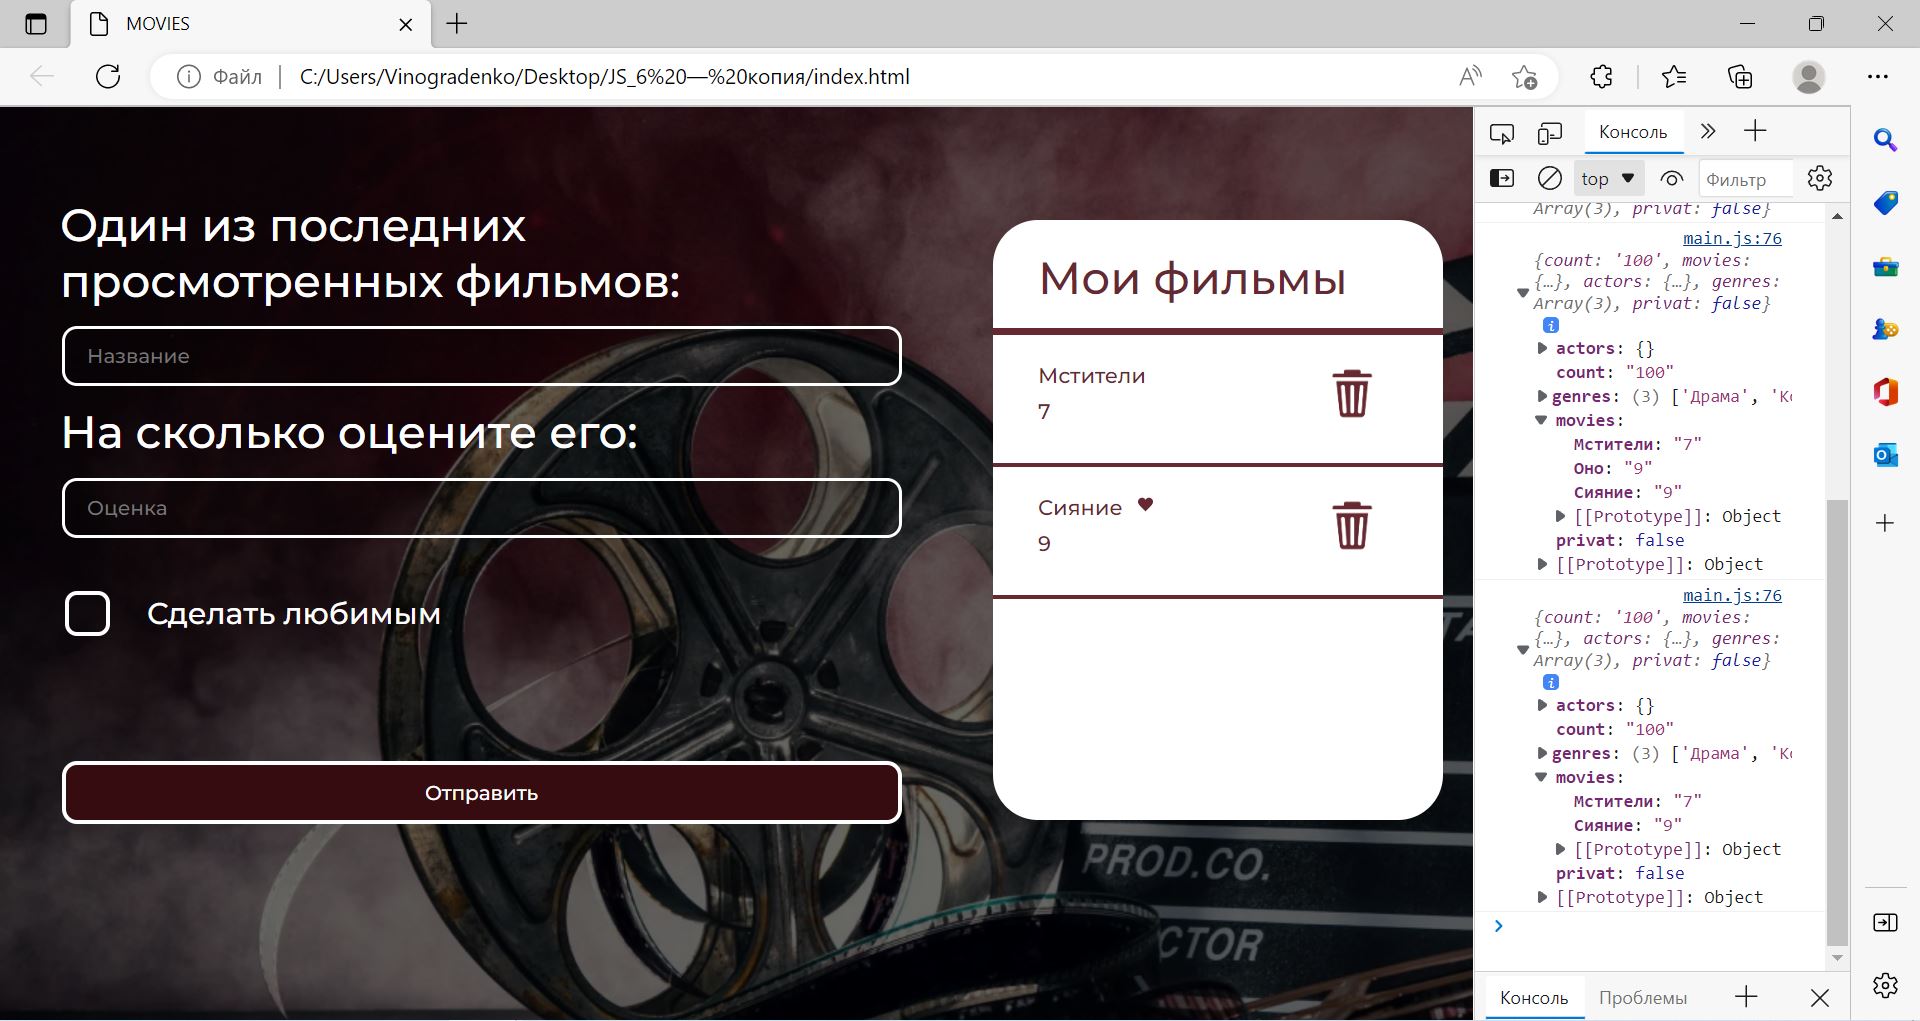 MOVIES
Файл
C:/Users/Vinogradenko/Desktop/JS_6%20—%20копия/index.html
Один из последних
просмотренных фильмов:
Название
На сколько оцените его:
Оценка
Сделать любимым
Отправить
Мои фильмы
Мстители
7
Сияние
9
PROD.CO.
CTOR
Консоль
top
Фильтр
Array(3), privat: false}
main.js:76
{count: '100', movies:
{…}, actors: {…}, genres:
Array(3), privat: false}
i
actors: {}
count: "100"
genres: (3) ['Драма', 'Ко
movies:
Мстители: "7"
Оно: "9"
Сияние: "9"
[[Prototype]]: Object
privat: false
[[Prototype]]: Object
main.js:76
{count: '100', movies:
{…}, actors: {…}, genres:
Array(3), privat: false}
i
actors: {}
count: "100"
genres: (3) ['Драма', 'Ко
movies:
Мстители: "7"
Сияние: "9"
[[Prototype]]: Object
privat: false
[[Prototype]]: Object
Консоль
Проблемы